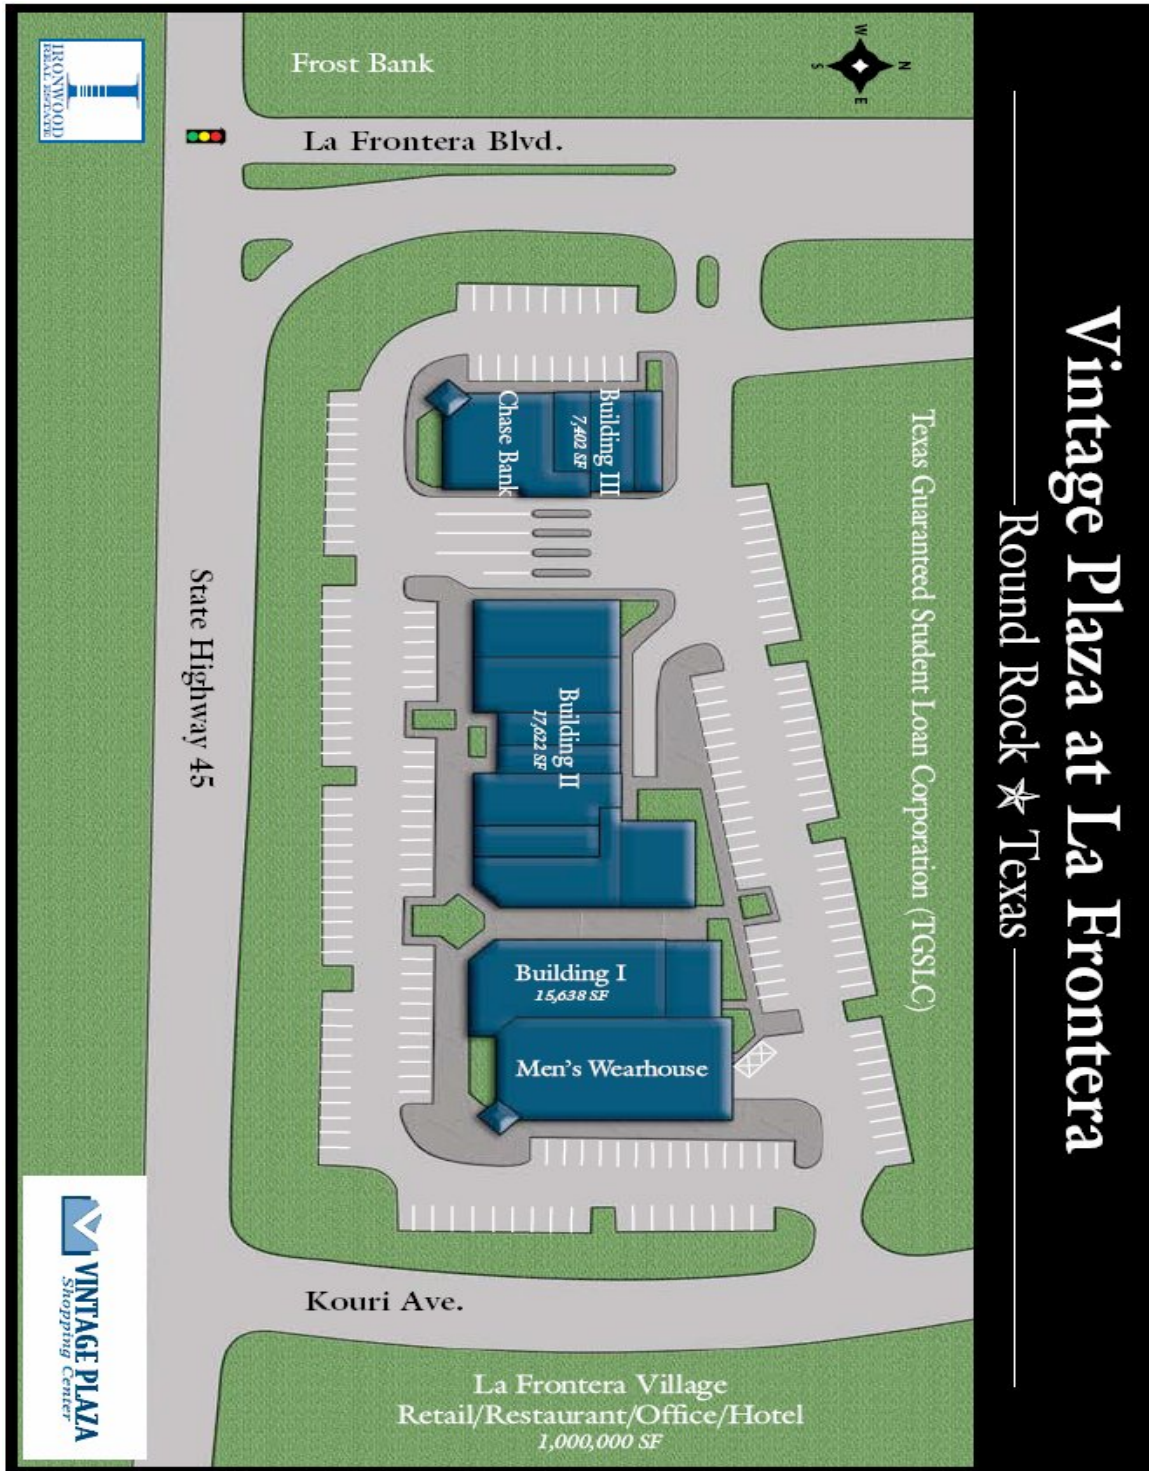 Vintage Plaza at La Frontera
Round Rock ★ Texas
Texas Guaranteed Student Loan Corporation (TGSLC)
W
N
S
E
Frost Bank
La Frontera Blvd.
Building III
7,402 SF
Chase Bank
Building II
17,622 SF
Building I
15,638 SF
Men's Wearhouse
State Highway 45
Kouri Ave.
La Frontera Village
Retail/Restaurant/Office/Hotel
1,000,000 SF
IRONWOOD
REAL ESTATE
VINTAGE PLAZA
Shopping Center